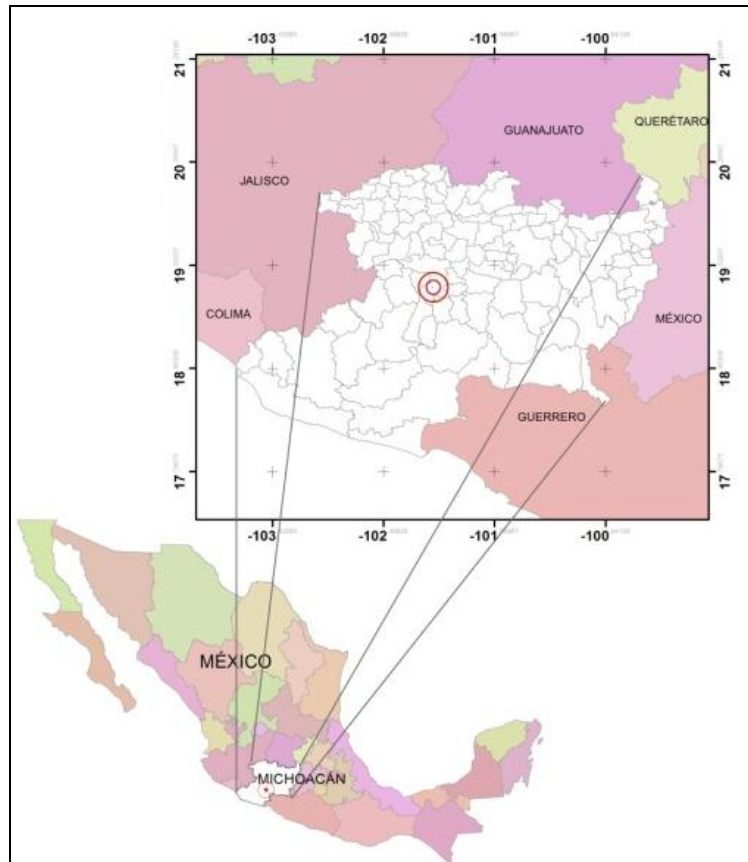 -103 -102 -101 -100
21
QUERÉTARO
GUANAJUATO
20
JALISCO
19
COLIMA
MÉXICO
18
GUERRERO
17
21
20
19
18
17
-103 -102 -101 -100
MÉXICO
MICHOACÁN